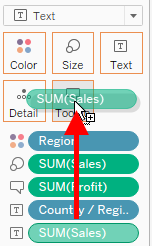 Text
Color Size Text
SUM(Sales)
Detail
Region
SUM(Sales)
SUM(Profit)
Country / Regi..
SUM(Sales)